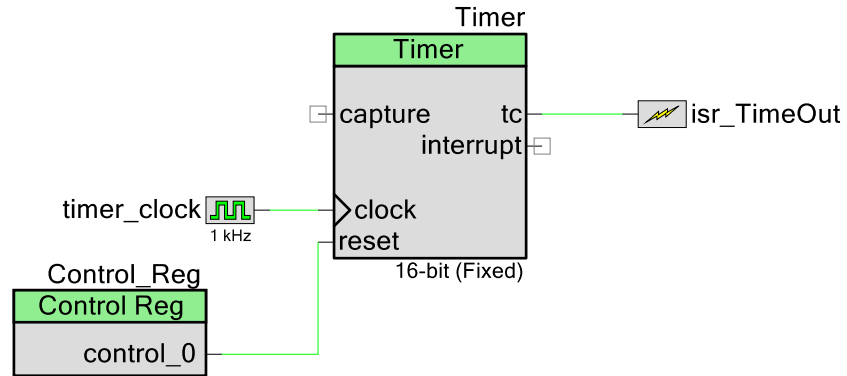 Timer
Timer
capture
tc
isr_TimeOut
interrupt
timer_clock
clock
1 kHz
reset
16-bit (Fixed)
Control_Reg
Control Reg
control_0